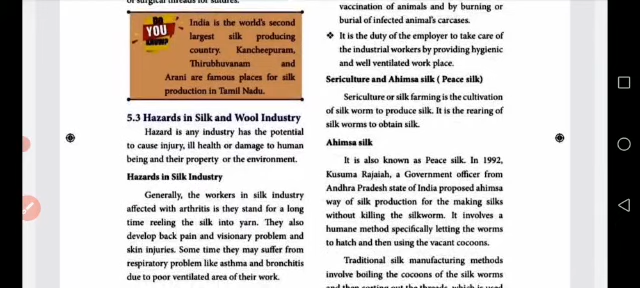 of surgical threads for sutures.
DO
YOU
KNOW?
India is the world's second
largest silk producing
country. Kancheepuram,
Thirubhuvanam and
Arani are famous places for silk
production in Tamil Nadu.
5.3 Hazards in Silk and Wool Industry
Hazard is any industry has the potential
to cause injury, ill health or damage to human
being and their property or the environment.
Hazards in Silk Industry
Generally, the workers in silk industry
affected with arthritis is they stand for a long
time reeling the silk into yarn. They also
develop back pain and visionary problem and
skin injuries. Some time they may suffer from
respiratory problem like asthma and bronchitis
due to poor ventilated area of their work.
vaccination of animals and by burning or
burial of infected animal's carcases.
❖ It is the duty of the employer to take care of
the industrial workers by providing hygienic
and well ventilated work place.
Sericulture and Ahimsa silk ( Peace silk)
Sericulture or silk farming is the cultivation
of silk worm to produce silk. It is the rearing of
silk worms to obtain silk.
Ahimsa silk
It is also known as Peace silk. In 1992,
Kusuma Rajaiah, a Government officer from
Andhra Pradesh state of India proposed ahimsa
way of silk production for the making silks
without killing the silkworm. It involves a
humane method specifically letting the worms
to hatch and then using the vacant cocoons.
Traditional silk manufacturing methods
involve boiling the cocoons of the silk worms
and then sorting out the threads, which is used